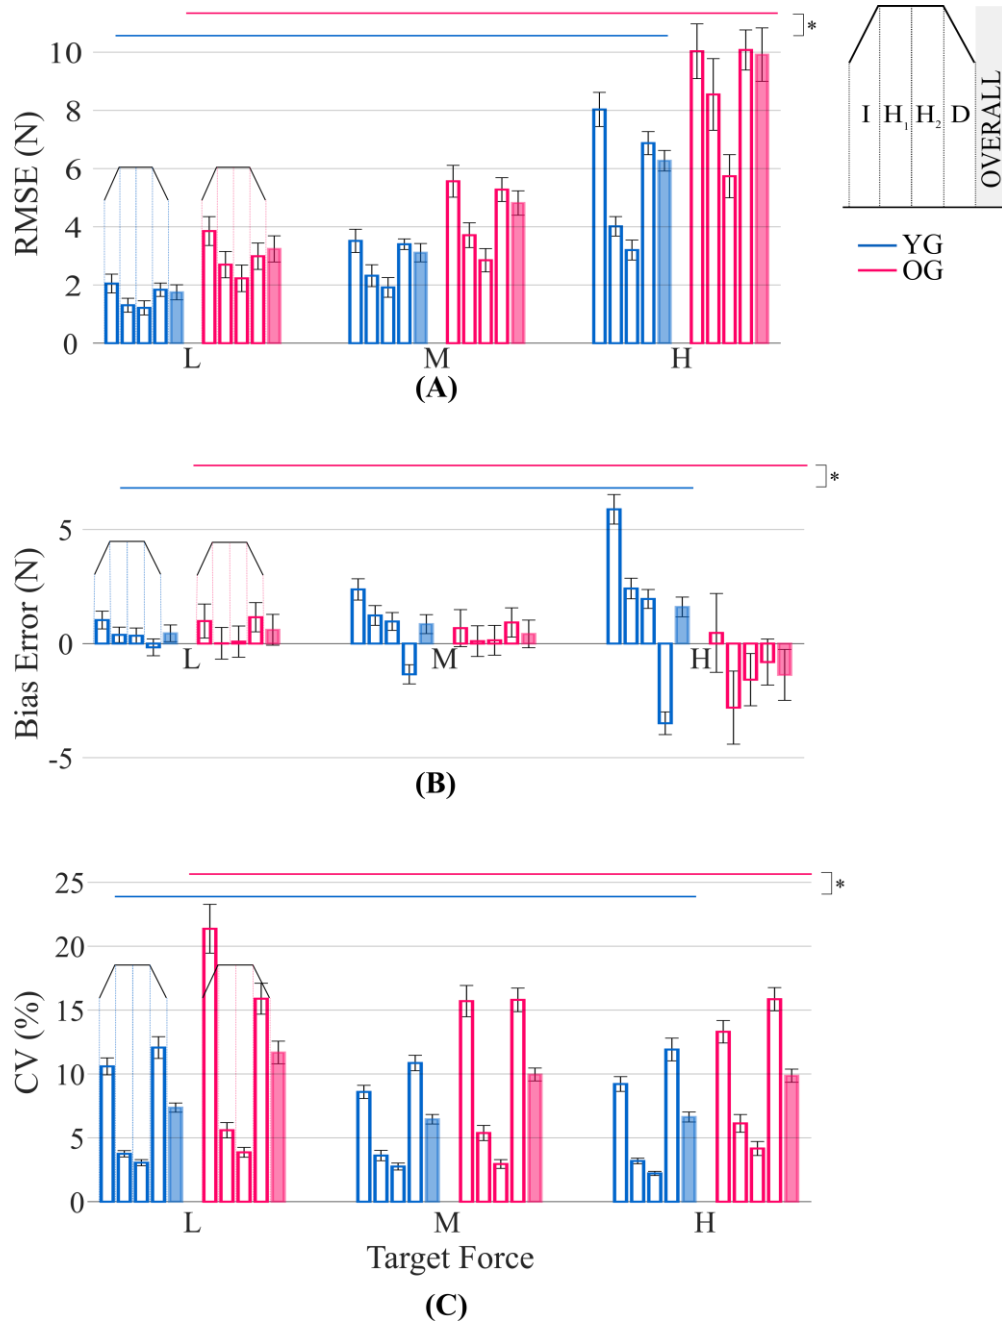 RMSE (N)
10
8
6
4
2
0
L
M
H
*
(A)
I H₁ H₂ D OVERALL
YG
OG
Bias Error (N)
5
0
-5
L
M
H
*
(B)
CV (%)
25
20
15
10
5
0
L
M
H
*
Target Force
(C)